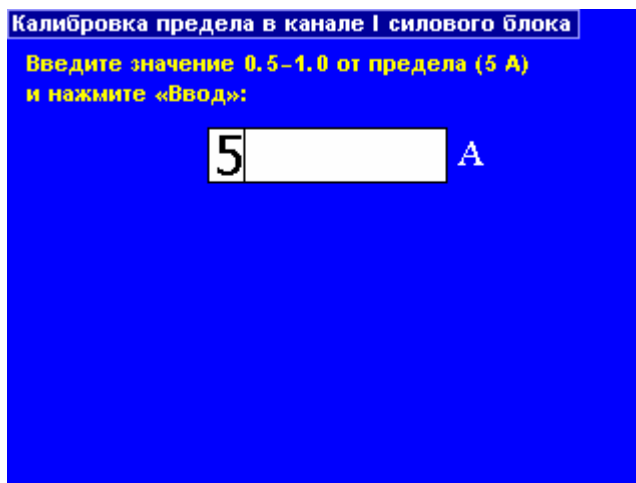 Калибровка предела в канале I силового блока
Введите значение 0.5-1.0 от предела (5 А)
и нажмите «Ввод»:
5 А